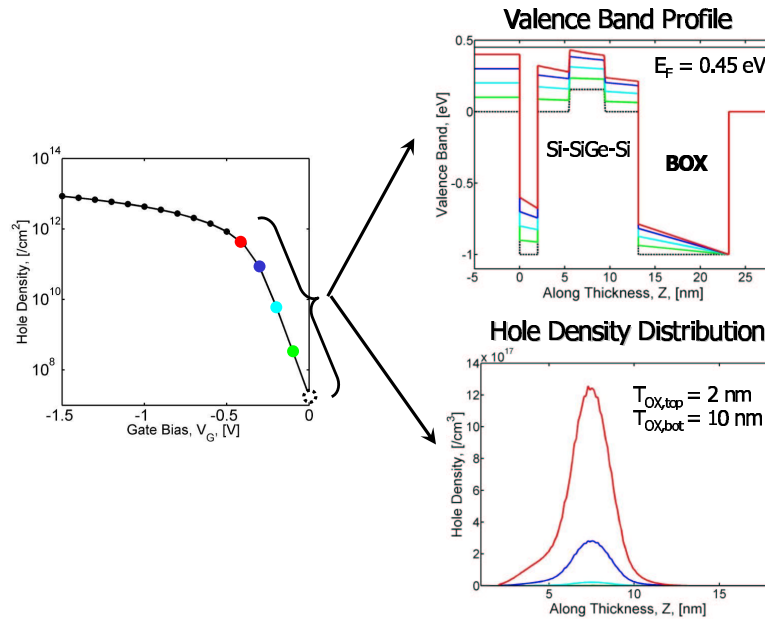 Valence Band Profile
0.5
0
-0.5
-1
Valence Band, [eV]
E_F = 0.45 eV
Si-SiGe-Si
BOX
-5 0 5 10 15 20 25
Along Thickness, Z, [nm]
10^14
10^12
10^10
10^8
Hole Density, [/cm^2]
-1.5 -1 -0.5 0
Gate Bias, V_G, [V]
Hole Density Distribution
x 10^17
14
12
10
8
6
4
2
0
Hole Density, [/cm^3]
T_OX,top = 2 nm
T_OX,bot = 10 nm
5 10 15
Along Thickness, Z, [nm]